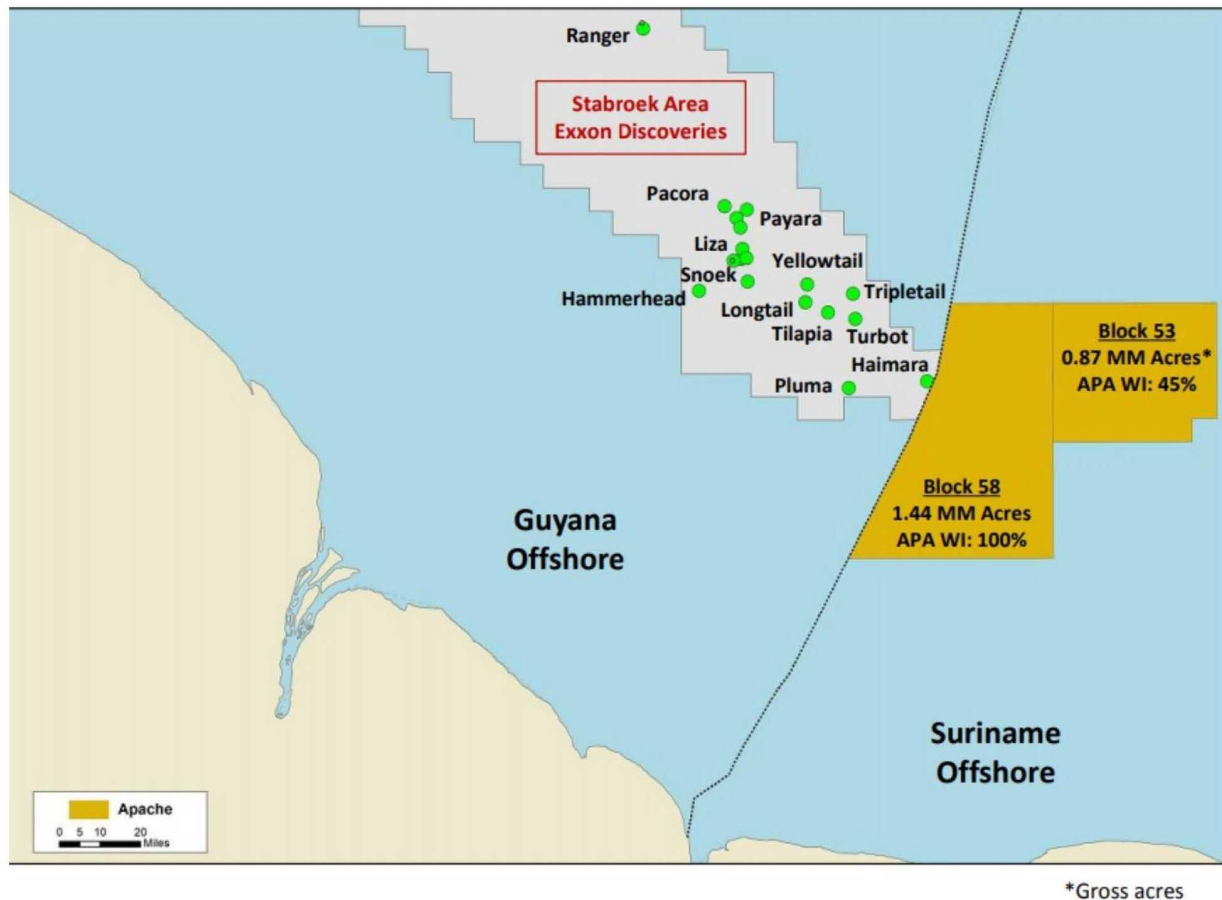 Ranger
Stabroek Area
Exxon Discoveries
Pacora
Payara
Liza
Yellowtail
Snoek
Tripletail
Hammerhead
Longtail
Tilapia
Turbot
Haimara
Pluma
Block 53
0.87 MM Acres*
APA WI: 45%
Block 58
1.44 MM Acres
APA WI: 100%
Guyana
Offshore
Suriname
Offshore
Apache
0 5 10 20
Miles
*Gross acres